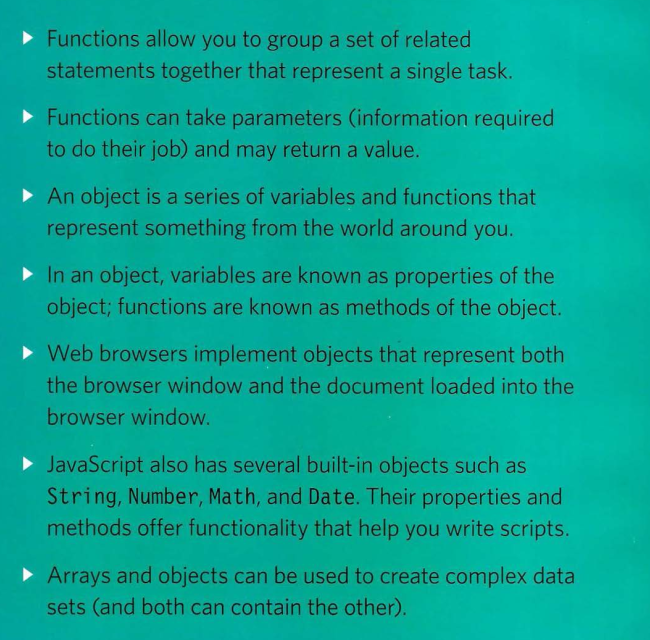 ▶ Functions allow you to group a set of related
statements together that represent a single task.
▶ Functions can take parameters (information required
to do their job) and may return a value.
▶ An object is a series of variables and functions that
represent something from the world around you.
▶ In an object, variables are known as properties of the
object; functions are known as methods of the object.
▶ Web browsers implement objects that represent both
the browser window and the document loaded into the
browser window.
▶ JavaScript also has several built-in objects such as
String, Number, Math, and Date. Their properties and
methods offer functionality that help you write scripts.
▶ Arrays and objects can be used to create complex data
sets (and both can contain the other).